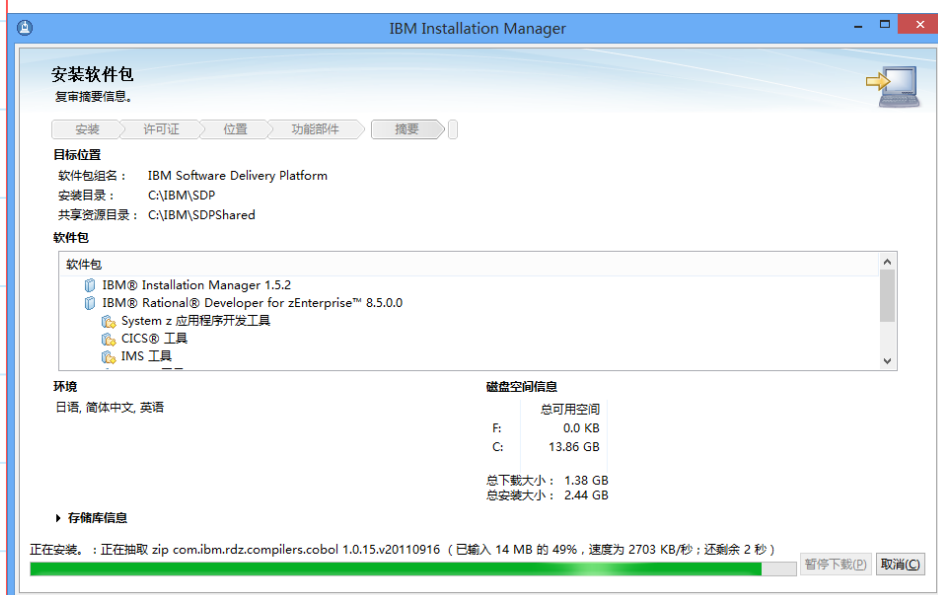 IBM Installation Manager
安装软件包
复审摘要信息。
安装 许可证 位置 功能部件 摘要
目标位置
软件包组名： IBM Software Delivery Platform
安装目录： C:\IBM\SDP
共享资源目录： C:\IBM\SDPShared
软件包
软件包
IBM® Installation Manager 1.5.2
IBM® Rational® Developer for zEnterprise™ 8.5.0.0
System z 应用程序开发工具
CICS® 工具
IMS 工具
环境
日语, 简体中文, 英语
磁盘空间信息
总可用空间
F: 0.0 KB
C: 13.86 GB
总下载大小： 1.38 GB
总安装大小： 2.44 GB
存储库信息
正在安装。：正在抽取 zip com.ibm.rdz.compilers.cobol 1.0.15.v20110916 （已输入 14 MB 的 49%，速度为 2703 KB/秒；还剩余 2 秒）
暂停下载(P) 取消(C)